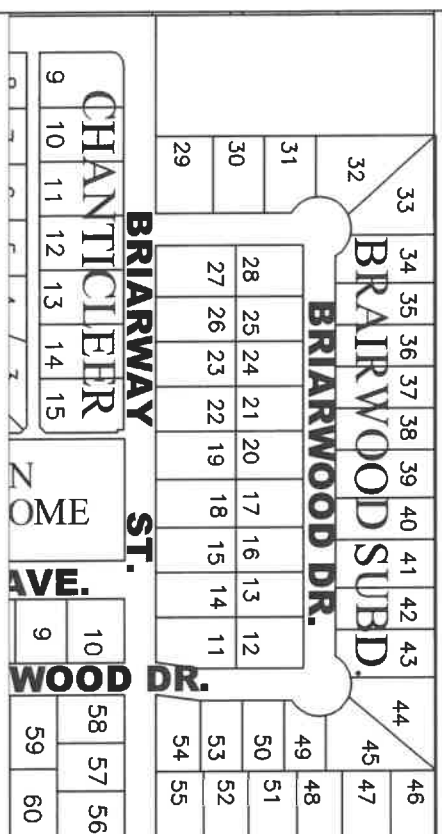 33 34 35 36 37 38 39 40 41 42 43 44 46
32
BRAIRWOOD SUBD.
45 47
31
BRIARWOOD DR.
49 48
30
28 25 24 21 20 17 16 13 12
50 51
27 26 23 22 19 18 15 14 11
53 52
29
54 55
BRIARWAY ST.
WOOD DR.
CHANTICLEER
10
58 57 56
9 10 11 12 13 14 15
N
OME
AVE.
9
59 60